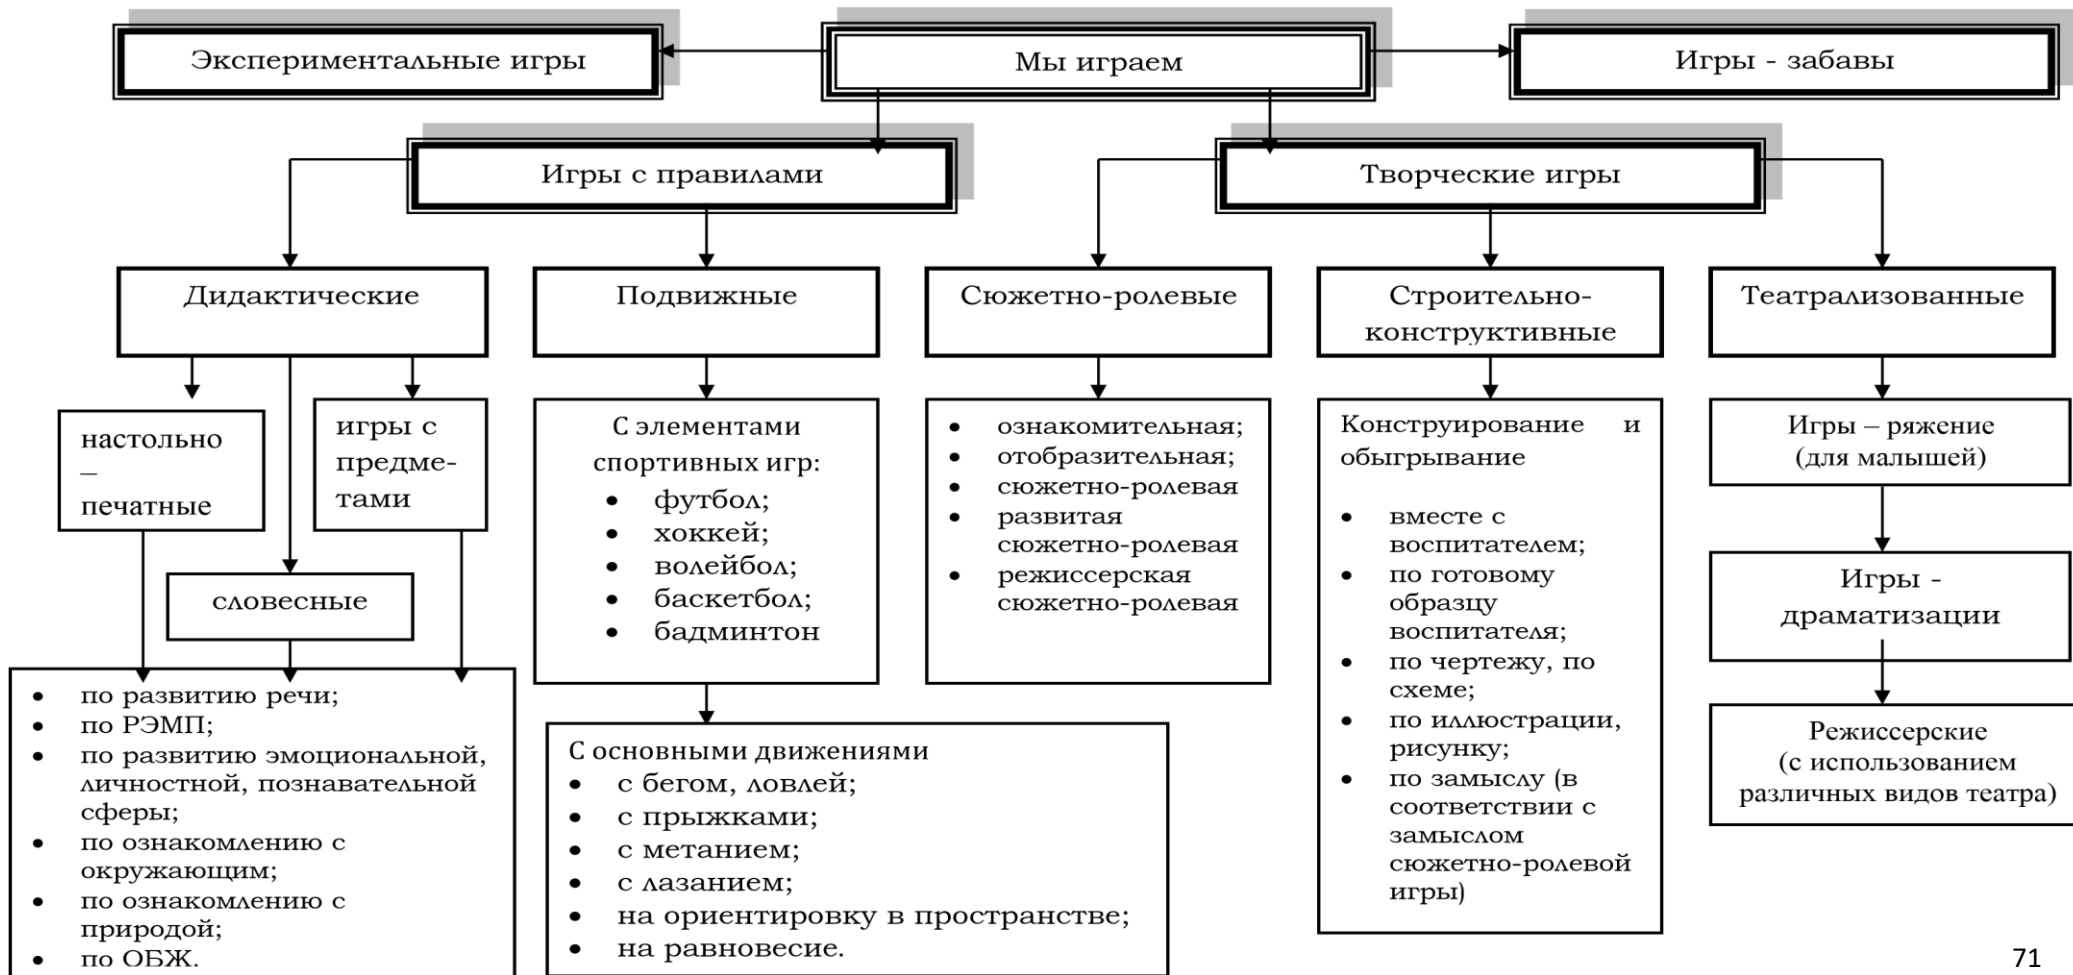 Экспериментальные игры
Мы играем
Игры - забавы
Игры с правилами
Творческие игры
Дидактические
Подвижные
Сюжетно-ролевые
Строительно-
конструктивные
Театрализованные
настольно
–
печатные
игры с
предме-
тами
словесные
• по развитию речи;
• по РЭМП;
• по развитию эмоциональной,
личностной, познавательной
сферы;
• по ознакомлению с
окружающим;
• по ознакомлению с
природой;
• по ОБЖ.
С элементами
спортивных игр:
• футбол;
• хоккей;
• волейбол;
• баскетбол;
• бадминтон
С основными движениями
• с бегом, ловлей;
• с прыжками;
• с метанием;
• с лазанием;
• на ориентировку в пространстве;
• на равновесие.
• ознакомительная;
• отобразительная;
• сюжетно-ролевая
• развитая
сюжетно-ролевая
• режиссерская
сюжетно-ролевая
Конструирование и
обыгрывание
• вместе с
воспитателем;
• по готовому
образцу
воспитателя;
• по чертежу, по
схеме;
• по иллюстрации,
рисунку;
• по замыслу (в
соответствии с
замыслом
сюжетно-ролевой
игры)
Игры – ряжение
(для малышей)
Игры -
драматизации
Режиссерские
(с использованием
различных видов театра)
71